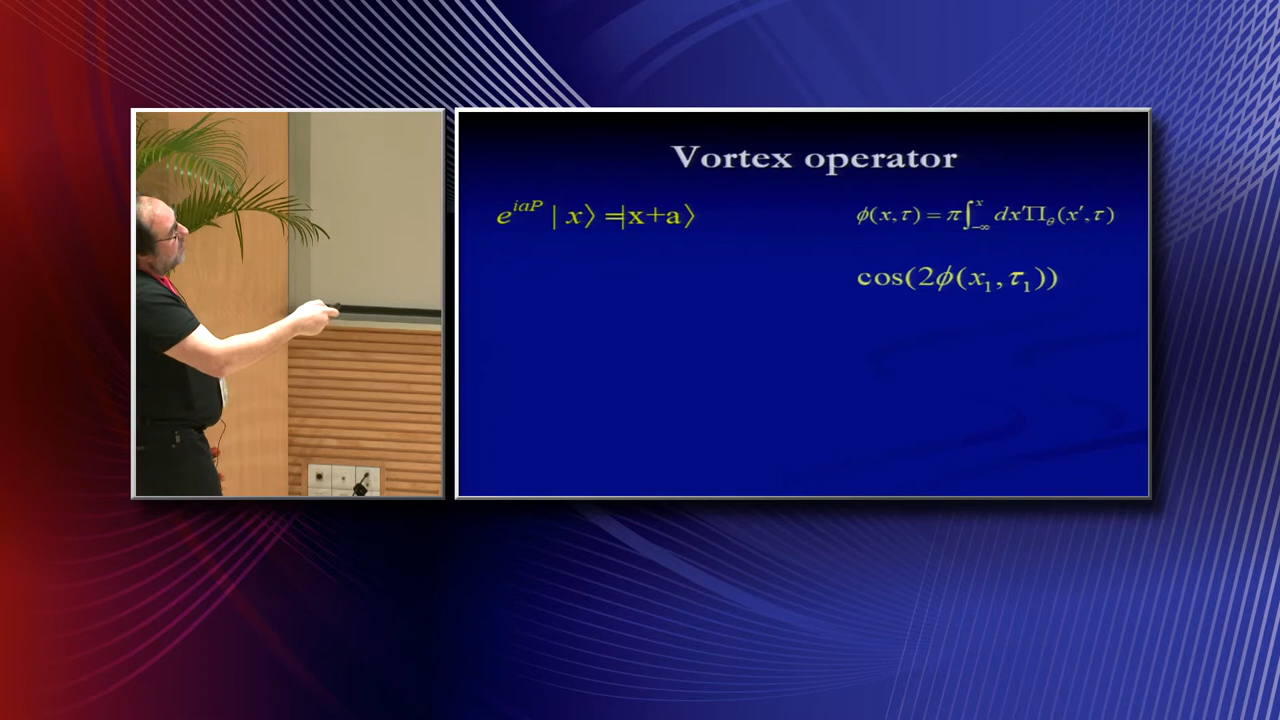 Vortex operator
e^{iaP} | x⟩ =|x+a⟩
ϕ(x,τ) = π∫_{-∞}^{x} dx'Π_θ(x',τ)
cos(2ϕ(x₁,τ₁))